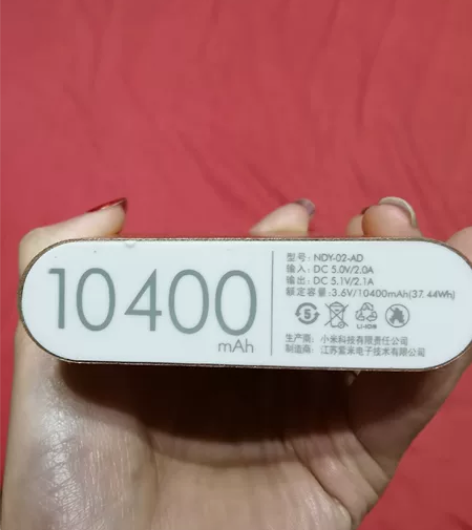 10400
mAh
型号: NDY-02-AD
输入: DC 5.0V/2.0A
输出: DC 5.1V/2.1A
额定容量:3.6V/10400mAh(37.44Wh)
5
Li-ion
生产商: 小米科技有限责任公司
制造商: 江苏紫米电子技术有限公司